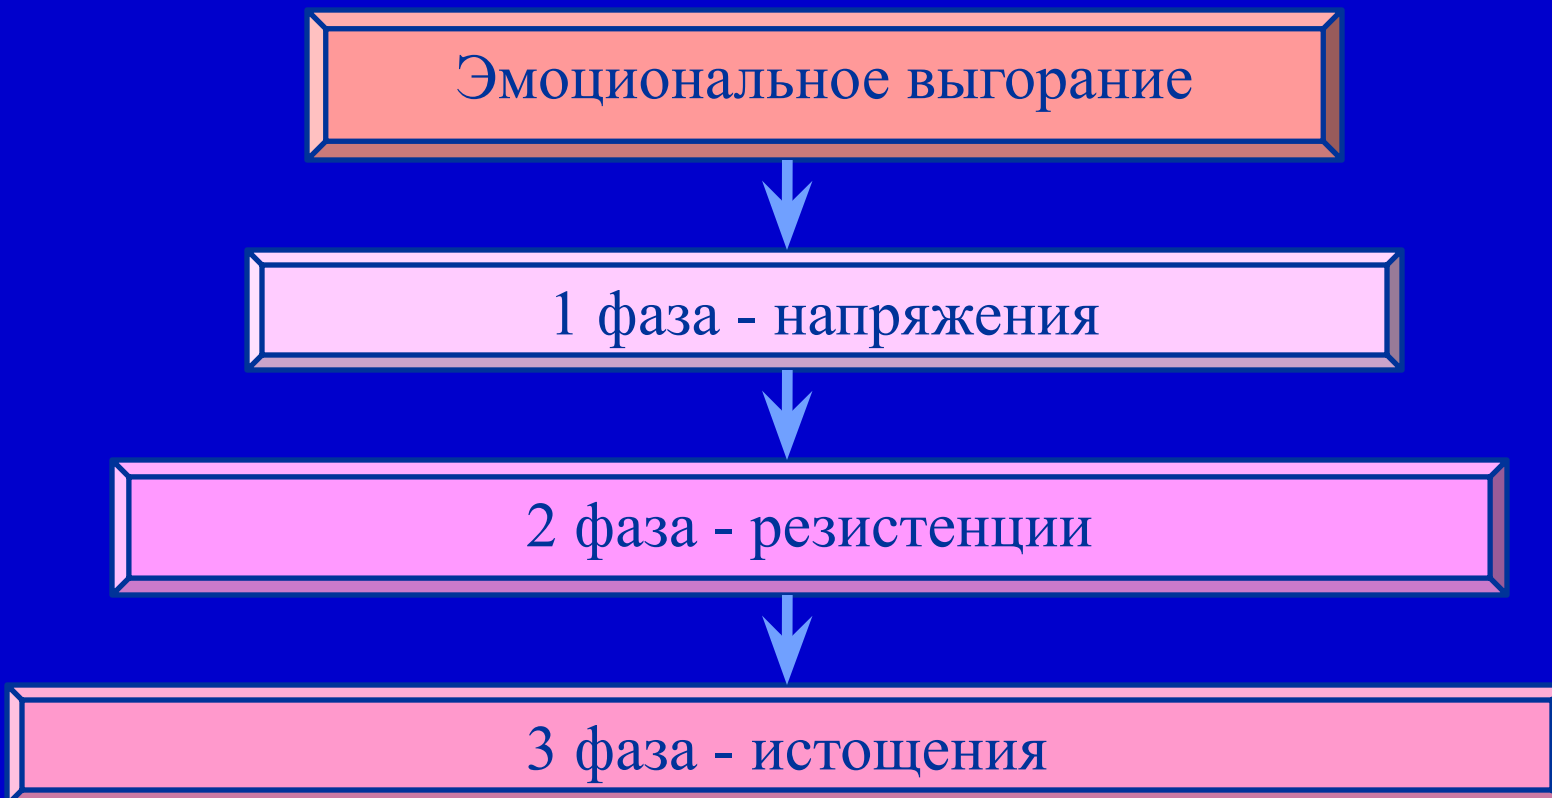 Эмоциональное выгорание
1 фаза - напряжения
2 фаза - резистенции
3 фаза - истощения